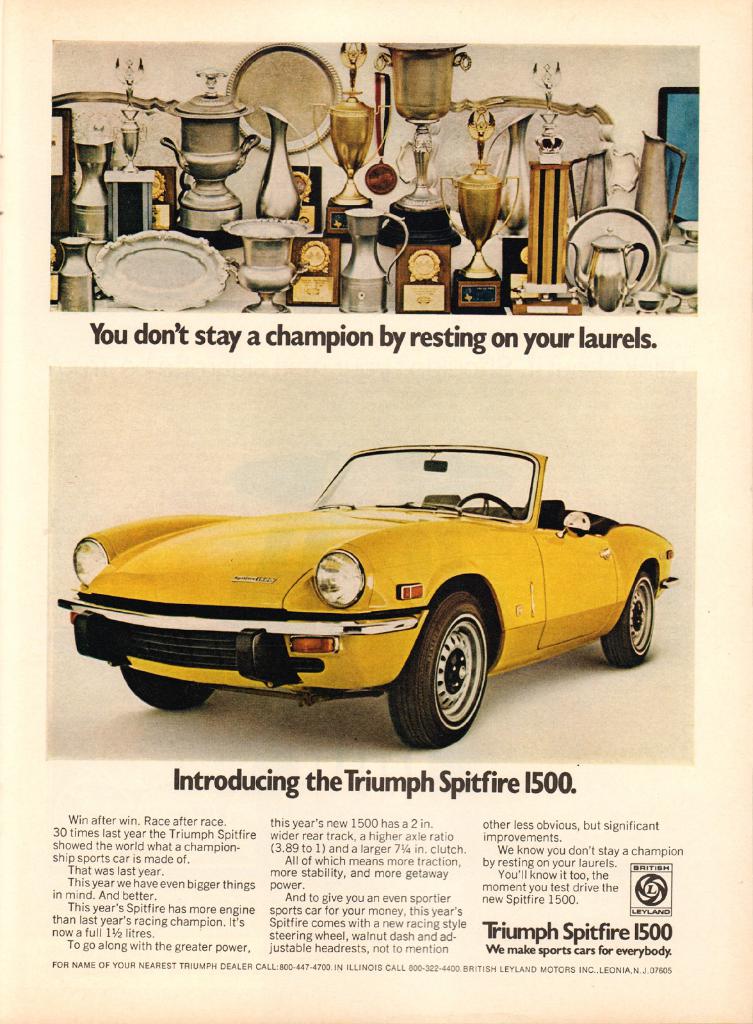 You don't stay a champion by resting on your laurels.
Spitfire 1500
Introducing the Triumph Spitfire 1500.
Win after win. Race after race.
30 times last year the Triumph Spitfire
showed the world what a champion-
ship sports car is made of.
That was last year.
This year we have even bigger things
in mind. And better.
This year's Spitfire has more engine
than last year's racing champion. It's
now a full 1½ litres.
To go along with the greater power,
this year's new 1500 has a 2 in.
wider rear track, a higher axle ratio
(3.89 to 1) and a larger 7¼ in. clutch.
All of which means more traction,
more stability, and more getaway
power.
And to give you an even sportier
sports car for your money, this year's
Spitfire comes with a new racing style
steering wheel, walnut dash and ad-
justable headrests, not to mention
other less obvious, but significant
improvements.
We know you don't stay a champion
by resting on your laurels.
You'll know it too, the
moment you test drive the
new Spitfire 1500.
BRITISH
L
LEYLAND
Triumph Spitfire 1500
We make sports cars for everybody.
FOR NAME OF YOUR NEAREST TRIUMPH DEALER CALL:800-447-4700. IN ILLINOIS CALL 800-322-4400. BRITISH LEYLAND MOTORS INC., LEONIA, N.J. 07605